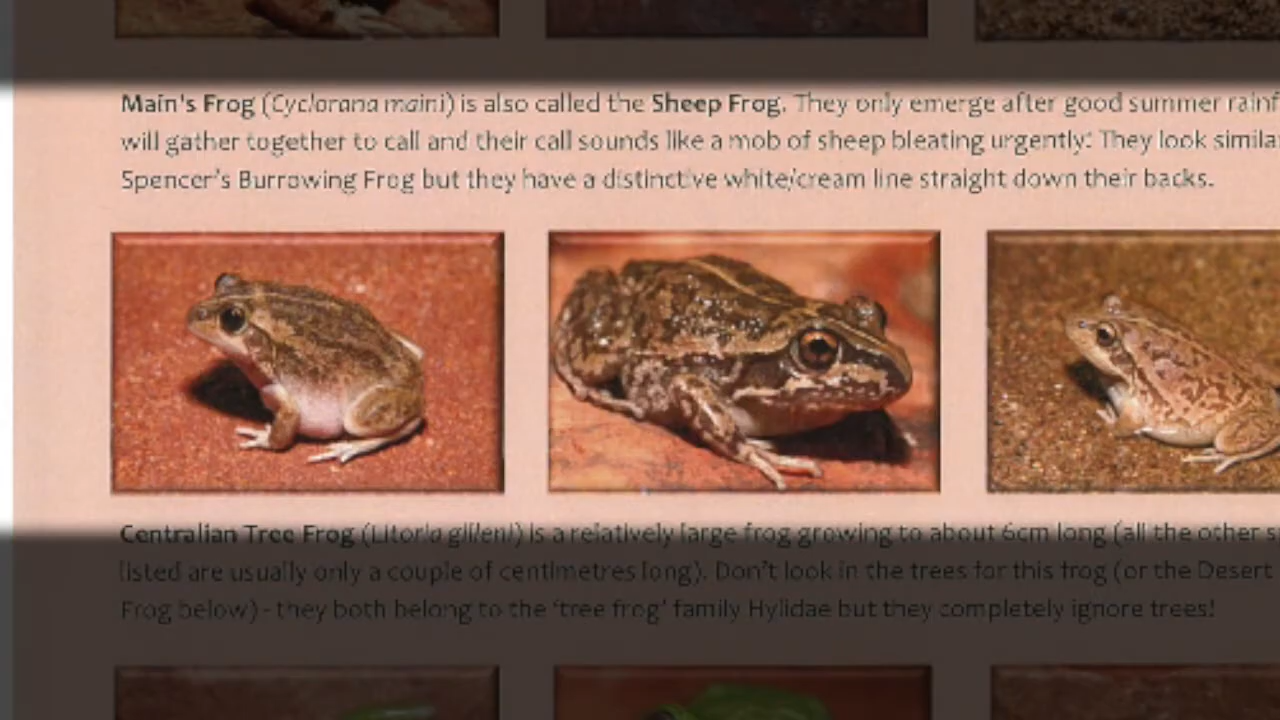 Main's Frog (Cyclorana maini) is also called the Sheep Frog. They only emerge after good summer
will gather together to call and their call sounds like a mob of sheep bleating urgently! They look
Spencer's Burrowing Frog but they have a distinctive white/cream line straight down their backs.
Centralian Tree Frog (Litoria gilleni) is a relatively large frog growing to about 6cm long (all the other
listed are usually only a couple of centimetres long). Don't look in the trees for this frog (or the Desert
Frog below) - they both belong to the 'tree frog' family Hylidae but they completely ignore trees!